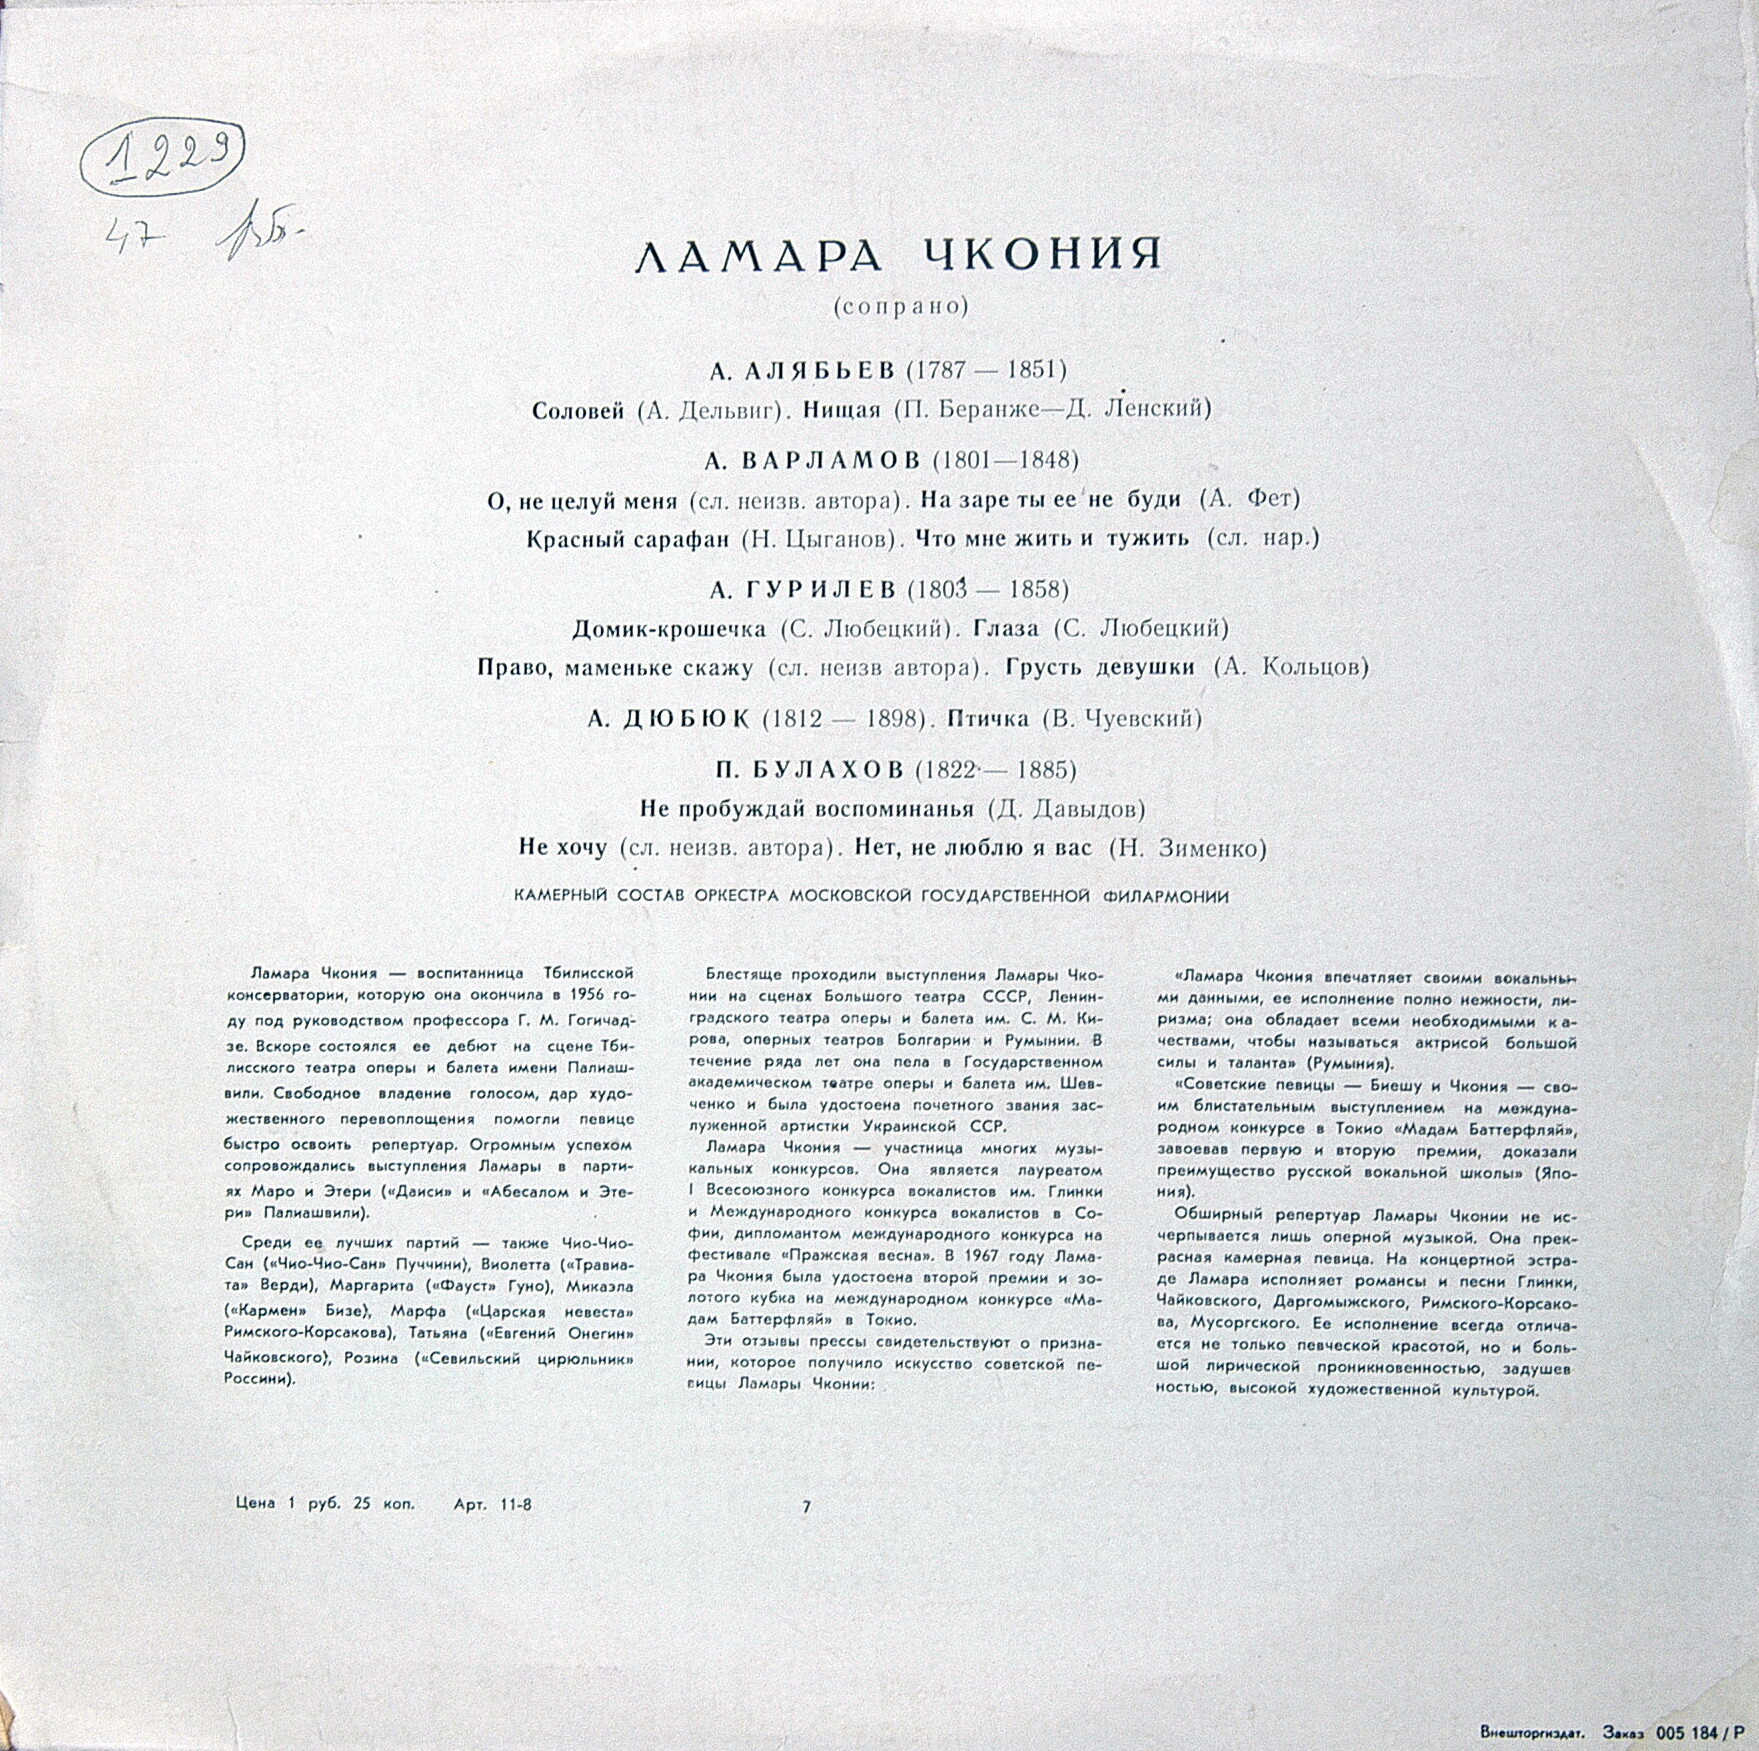 1229
47
ЛАМАРА ЧКОНИЯ
(сопрано)
А. АЛЯБЬЕВ (1787 — 1851)
Соловей (А. Дельвиг). Нищая (П. Беранже—Д. Ленский)
А. ВАРЛАМОВ (1801—1848)
О, не целуй меня (сл. неизв. автора). На заре ты ее не буди (А. Фет)
Красный сарафан (Н. Цыганов). Что мне жить и тужить (сл. нар.)
А. ГУРИЛЕВ (1803 — 1858)
Домик-крошечка (С. Любецкий). Глаза (С. Любецкий)
Право, маменьке скажу (сл. неизв автора). Грусть девушки (А. Кольцов)
А. ДЮБЮК (1812 — 1898). Птичка (В. Чуевский)
П. БУЛАХОВ (1822 — 1885)
Не пробуждай воспоминанья (Д. Давыдов)
Не хочу (сл. неизв. автора). Нет, не люблю я вас (Н. Зименко)
КАМЕРНЫЙ СОСТАВ ОРКЕСТРА МОСКОВСКОЙ ГОСУДАРСТВЕННОЙ ФИЛАРМОНИИ
Ламара Чкония — воспитанница Тбилисской
консерватории, которую она окончила в 1956 го-
ду под руководством профессора Г. М. Гогичад-
зе. Вскоре состоялся ее дебют на сцене Тби-
лисского театра оперы и балета имени Палиаш-
вили. Свободное владение голосом, дар худо-
жественного перевоплощения помогли певице
быстро освоить репертуар. Огромным успехом
сопровождались выступления Ламары в парти-
ях Маро и Этери («Даиси» и «Абесалом и Эте-
ри» Палиашвили).
Среди ее лучших партий — также Чио-Чио-
Сан («Чио-Чио-Сан» Пуччини), Виолетта («Травиа-
та» Верди), Маргарита («Фауст» Гуно), Микаэла
(«Кармен» Бизе), Марфа («Царская невеста»
Римского-Корсакова), Татьяна («Евгений Онегин»
Чайковского), Розина («Севильский цирюльник»
Россини).
Блестяще проходили выступления Ламары Чко-
нии на сценах Большого театра СССР, Ленин-
градского театра оперы и балета им. С. М. Ки-
рова, оперных театров Болгарии и Румынии. В
течение ряда лет она пела в Государственном
академическом театре оперы и балета им. Шев-
ченко и была удостоена почетного звания зас-
луженной артистки Украинской ССР.
Ламара Чкония — участница многих музы-
кальных конкурсов. Она является лауреатом
I Всесоюзного конкурса вокалистов им. Глинки
и Международного конкурса вокалистов в Со-
фии, дипломантом международного конкурса на
фестивале «Пражская весна». В 1967 году Лама-
ра Чкония была удостоена второй премии и зо-
лотого кубка на международном конкурсе «Ма-
дам Баттерфляй» в Токио.
Эти отзывы прессы свидетельствуют о призна-
нии, которое получило искусство советской пе-
вицы Ламары Чконии:
«Ламара Чкония впечатляет своими вокальны-
ми данными, ее исполнение полно нежности, ли-
ризма; она обладает всеми необходимыми ка-
чествами, чтобы называться актрисой большой
силы и таланта» (Румыния).
«Советские певицы — Биешу и Чкония — сво-
им блистательным выступлением на междуна-
родном конкурсе в Токио «Мадам Баттерфляй»,
завоевав первую и вторую премии, доказали
преимущество русской вокальной школы» (Япо-
ния).
Обширный репертуар Ламары Чконии не ис-
черпывается лишь оперной музыкой. Она прек-
расная камерная певица. На концертной эстра-
де Ламара исполняет романсы и песни Глинки,
Чайковского, Даргомыжского, Римского-Корсако-
ва, Мусоргского. Ее исполнение всегда отлича-
ется не только певческой красотой, но и боль-
шой лирической проникновенностью, задушев-
ностью, высокой художественной культурой.
Цена 1 руб. 25 коп. Арт. 11-8
7
Внешторгиздат. Заказ 005 184/Р